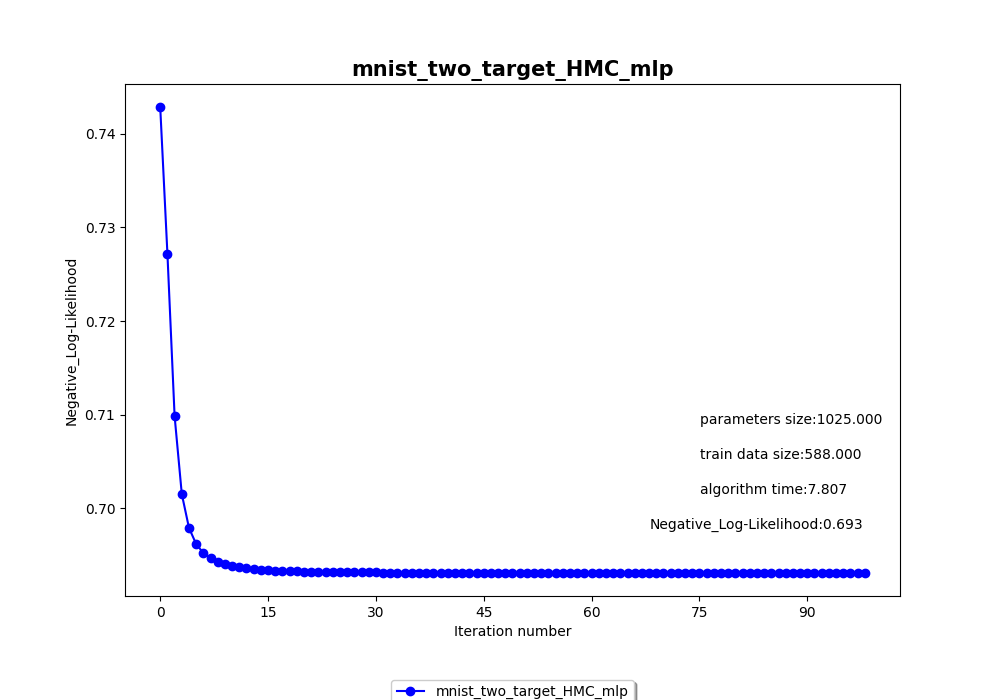 mnist_two_target_HMC_mlp
0.74
0.73
0.72
0.71
0.70
Negative_Log-Likelihood
parameters size:1025.000
train data size:588.000
algorithm time:7.807
Negative_Log-Likelihood:0.693
0 15 30 45 60 75 90
Iteration number
mnist_two_target_HMC_mlp